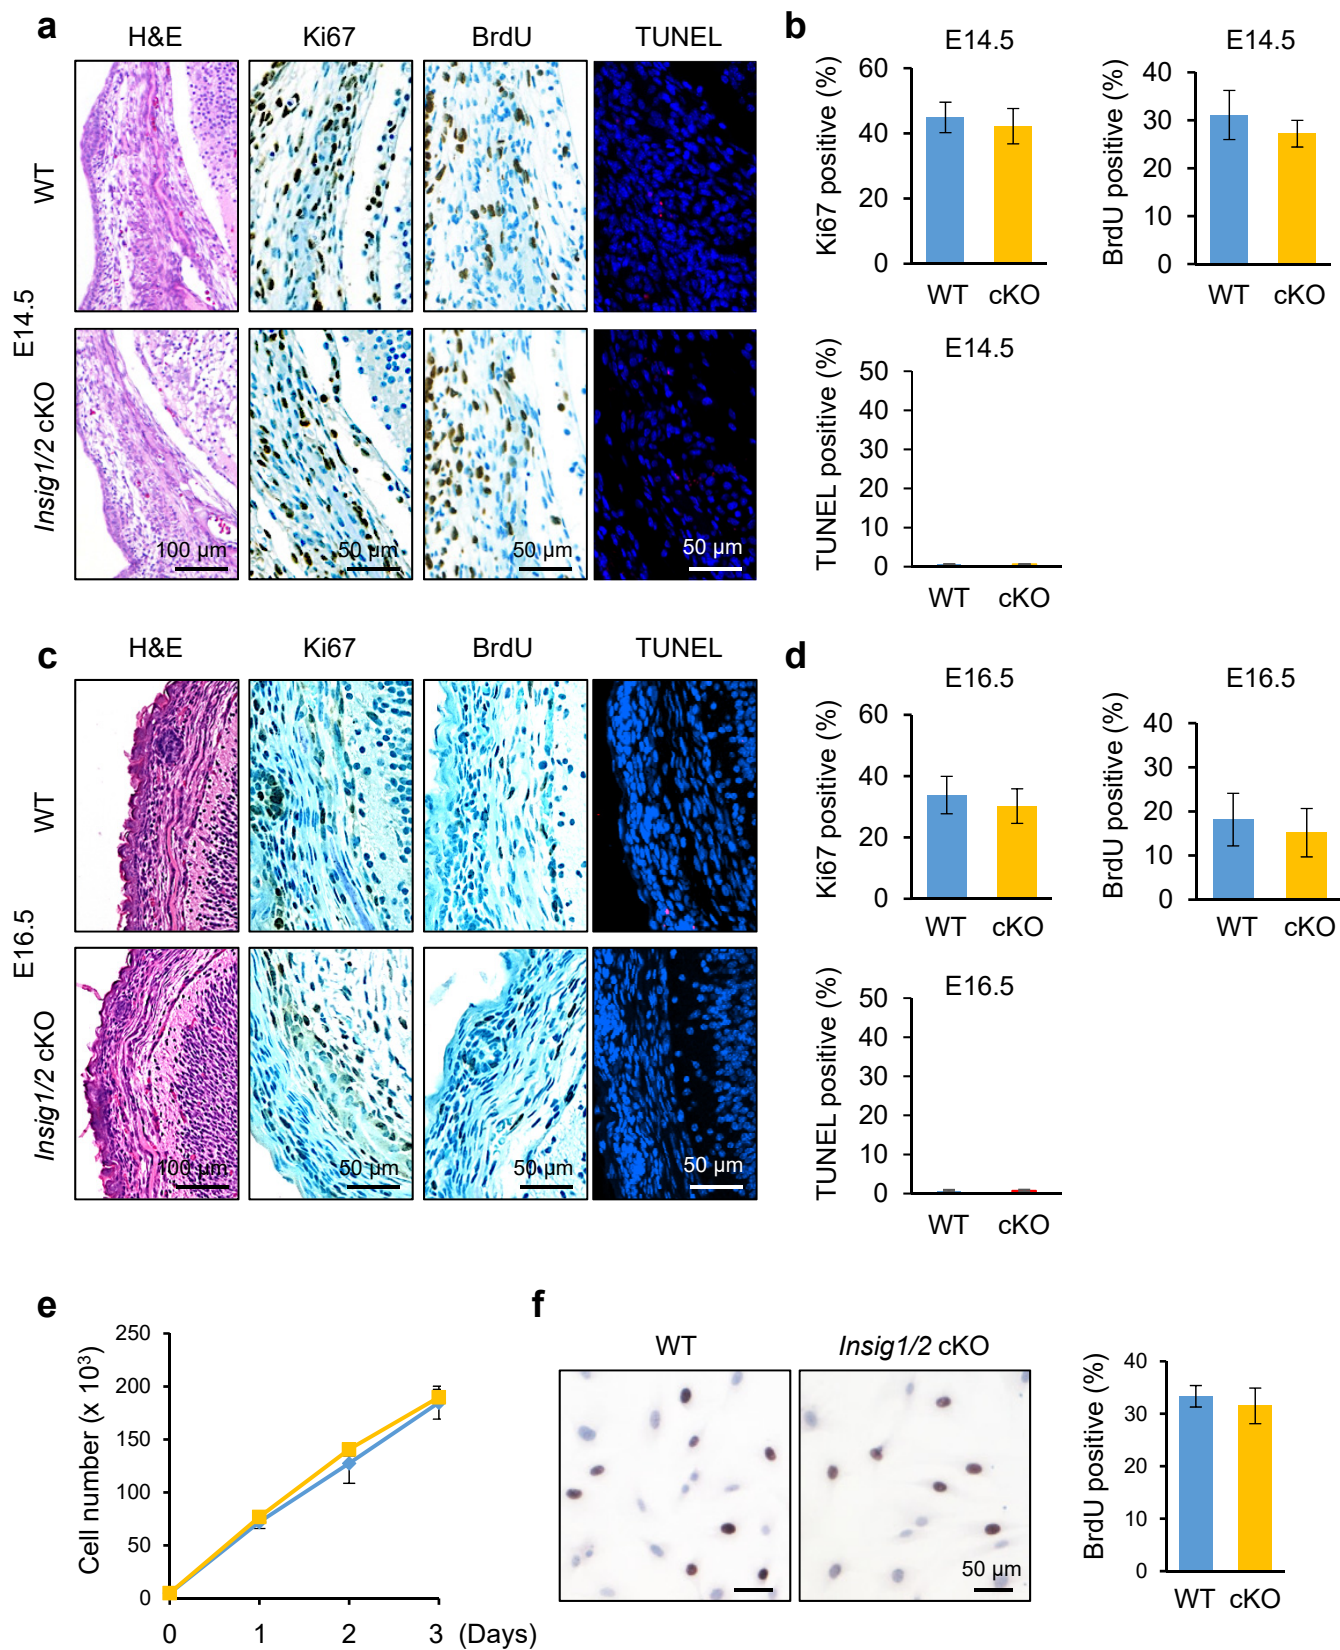 a
H&E Ki67 BrdU TUNEL
E14.5
WT
Insig1/2 cKO
100 µm 50 µm 50 µm 50 µm
b
E14.5
Ki67 positive (%)
60
40
20
0
WT cKO
E14.5
BrdU positive (%)
40
30
20
10
0
WT cKO
E14.5
TUNEL positive (%)
50
40
30
20
10
0
WT cKO
c
H&E Ki67 BrdU TUNEL
E16.5
WT
Insig1/2 cKO
100 µm 50 µm 50 µm 50 µm
d
E16.5
Ki67 positive (%)
60
40
20
0
WT cKO
E16.5
BrdU positive (%)
40
30
20
10
0
WT cKO
E16.5
TUNEL positive (%)
50
40
30
20
10
0
WT cKO
e
Cell number (x 10³)
250
200
150
100
50
0
0 1 2 3 (Days)
f
WT Insig1/2 cKO
50 µm
BrdU positive (%)
40
30
20
10
0
WT cKO